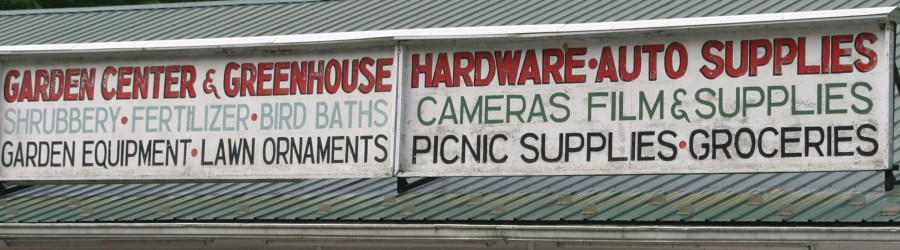 GARDEN CENTER & GREENHOUSE
SHRUBBERY • FERTILIZER • BIRD BATHS
GARDEN EQUIPMENT • LAWN ORNAMENTS
HARDWARE • AUTO SUPPLIES
CAMERAS FILM & SUPPLIES
PICNIC SUPPLIES • GROCERIES